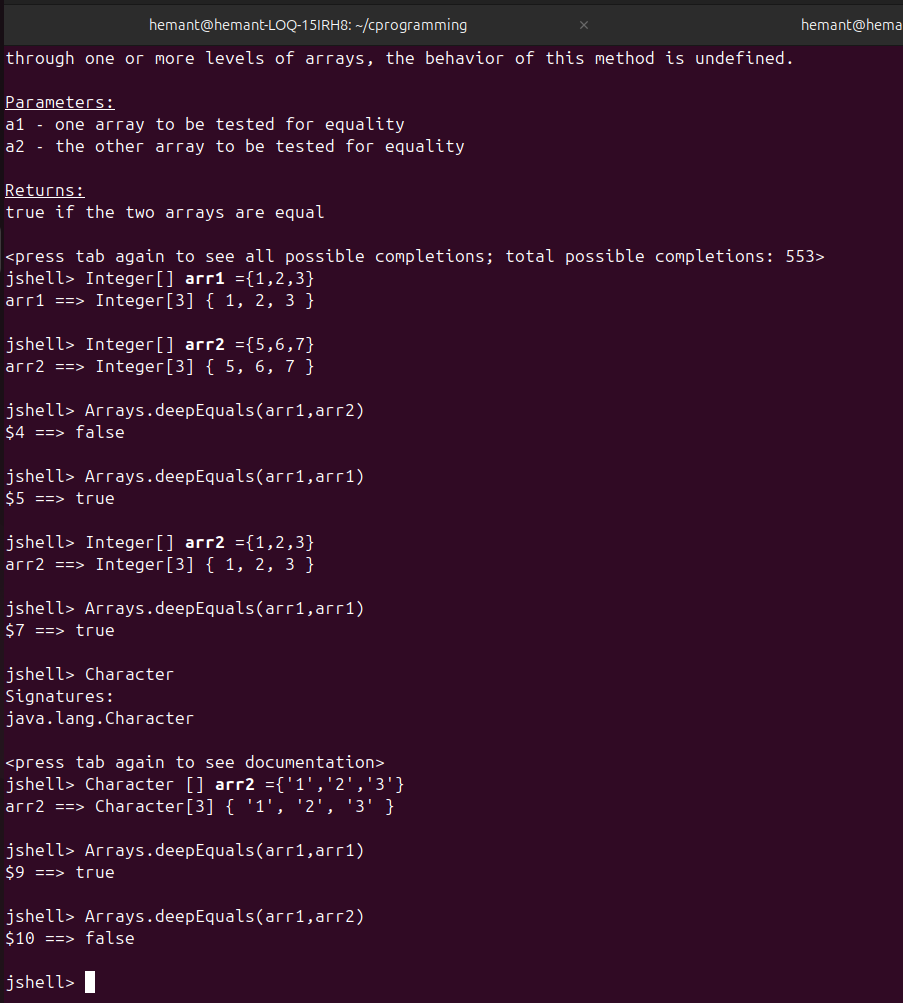 hemant@hemant-LOQ-15IRH8: ~/cprogramming × hemant@hema
through one or more levels of arrays, the behavior of this method is undefined.
Parameters:
a1 - one array to be tested for equality
a2 - the other array to be tested for equality
Returns:
true if the two arrays are equal
<press tab again to see all possible completions; total possible completions: 553>
jshell> Integer[] arr1 ={1,2,3}
arr1 ==> Integer[3] { 1, 2, 3 }
jshell> Integer[] arr2 ={5,6,7}
arr2 ==> Integer[3] { 5, 6, 7 }
jshell> Arrays.deepEquals(arr1,arr2)
$4 ==> false
jshell> Arrays.deepEquals(arr1,arr1)
$5 ==> true
jshell> Integer[] arr2 ={1,2,3}
arr2 ==> Integer[3] { 1, 2, 3 }
jshell> Arrays.deepEquals(arr1,arr1)
$7 ==> true
jshell> Character
Signatures:
java.lang.Character
<press tab again to see documentation>
jshell> Character [] arr2 ={'1','2','3'}
arr2 ==> Character[3] { '1', '2', '3' }
jshell> Arrays.deepEquals(arr1,arr1)
$9 ==> true
jshell> Arrays.deepEquals(arr1,arr2)
$10 ==> false
jshell>